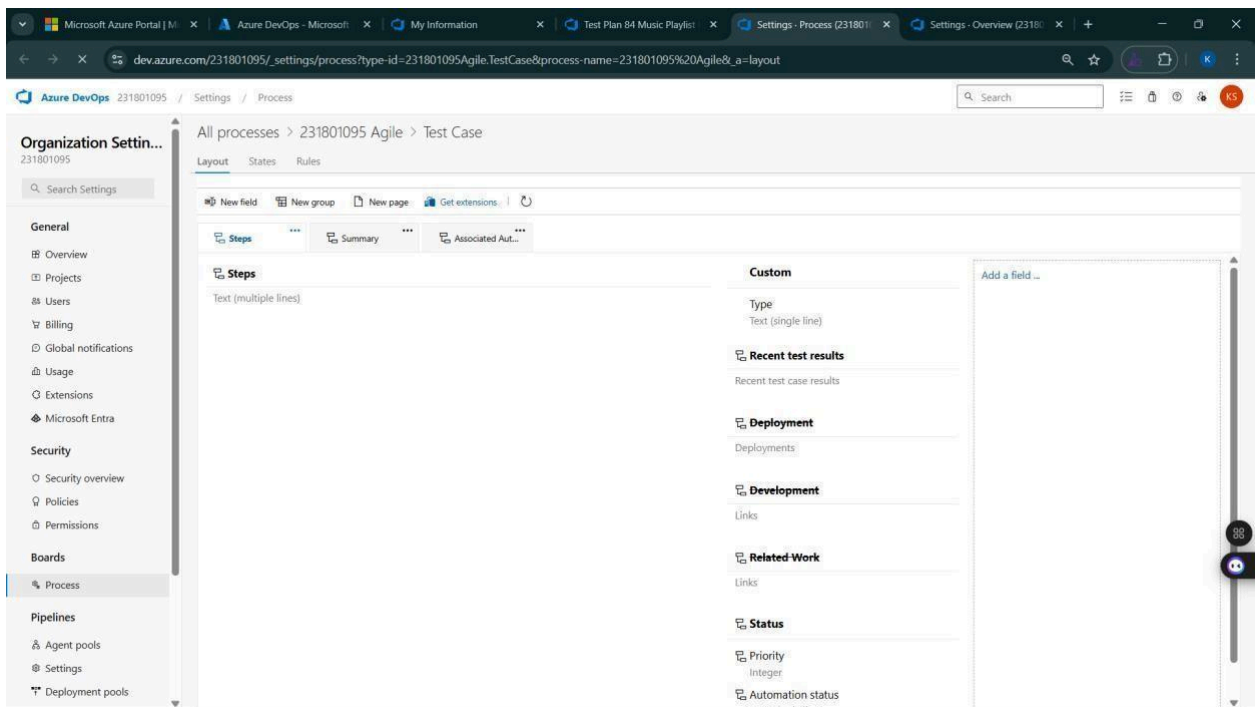 Microsoft Azure Portal | M
Azure DevOps - Microsoft
My Information
Test Plan 84 Music Playlist
Settings - Process (231801
Settings - Overview (23180
dev.azure.com/231801095/_settings/process?type-id=231801095Agile.TestCase&process-name=231801095%20Agile&_a=layout
K
Azure DevOps 231801095 / Settings / Process
Search
KS
Organization Settin...
231801095
Search Settings
General
Overview
Projects
Users
Billing
Global notifications
Usage
Extensions
Microsoft Entra
Security
Security overview
Policies
Permissions
Boards
Process
Pipelines
Agent pools
Settings
Deployment pools
All processes > 231801095 Agile > Test Case
Layout States Rules
New field New group New page Get extensions
Steps ... Summary ... Associated Aut... ...
Steps
Text (multiple lines)
Custom
Type
Text (single line)
Recent test results
Recent test case results
Deployment
Deployments
Development
Links
Related Work
Links
Status
Priority
Integer
Automation status
Add a field ...